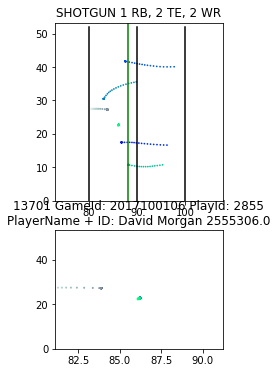 SHOTGUN 1 RB, 2 TE, 2 WR
50
40
30
20
10
0
80 90 100
13701 GameId: 2017100106 PlayId: 2855
PlayerName + ID: David Morgan 2555306.0
40
20
0
82.5 85.0 87.5 90.0